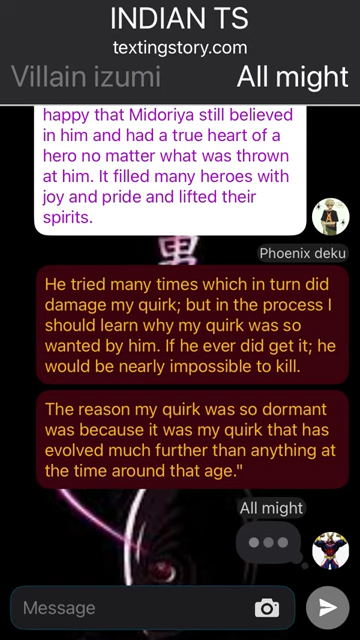 INDIAN TS
textingstory.com
Villain izumi All might
happy that Midoriya still believed
in him and had a true heart of a
hero no matter what was thrown
at him. It filled many heroes with
joy and pride and lifted their
spirits.
Phoenix deku
He tried many times which in turn did
damage my quirk; but in the process I
should learn why my quirk was so
wanted by him. If he ever did get it; he
would be nearly impossible to kill.
The reason my quirk was so dormant
was because it was my quirk that has
evolved much further than anything at
the time around that age."
All might
Message